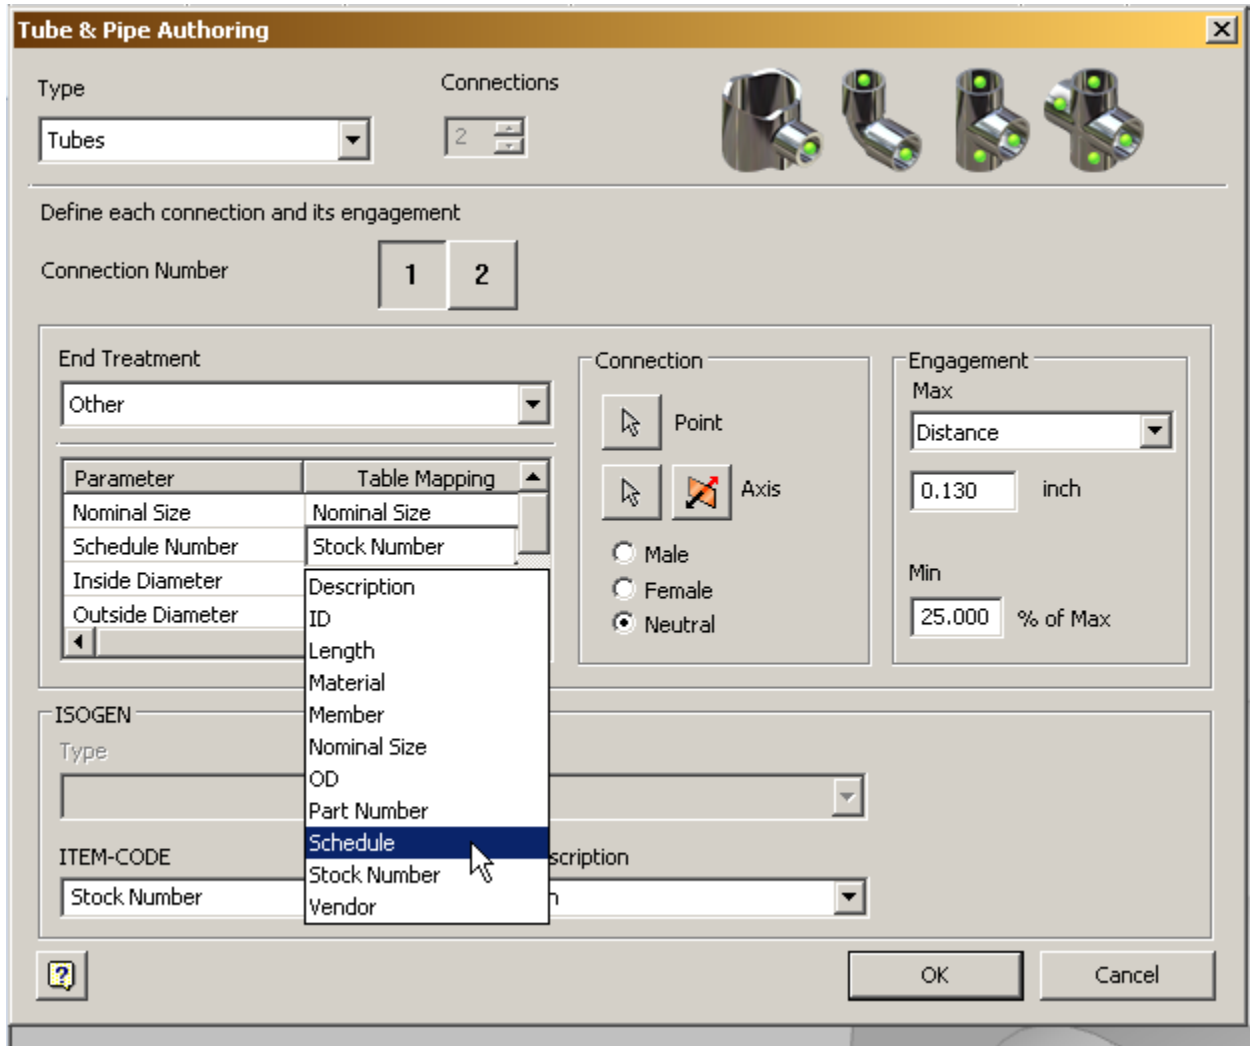 Tube & Pipe Authoring
Type
Connections
Tubes
2
Define each connection and its engagement
Connection Number
1
2
End Treatment
Other
Parameter
Table Mapping
Nominal Size
Nominal Size
Schedule Number
Stock Number
Inside Diameter
Outside Diameter
Description
ID
Length
Material
Member
Nominal Size
OD
Part Number
Schedule
Stock Number
Vendor
Connection
Point
Axis
Male
Female
Neutral
Engagement
Max
Distance
0.130 inch
Min
25.000 % of Max
ISOGEN
Type
ITEM-CODE
Stock Number
?
OK
Cancel